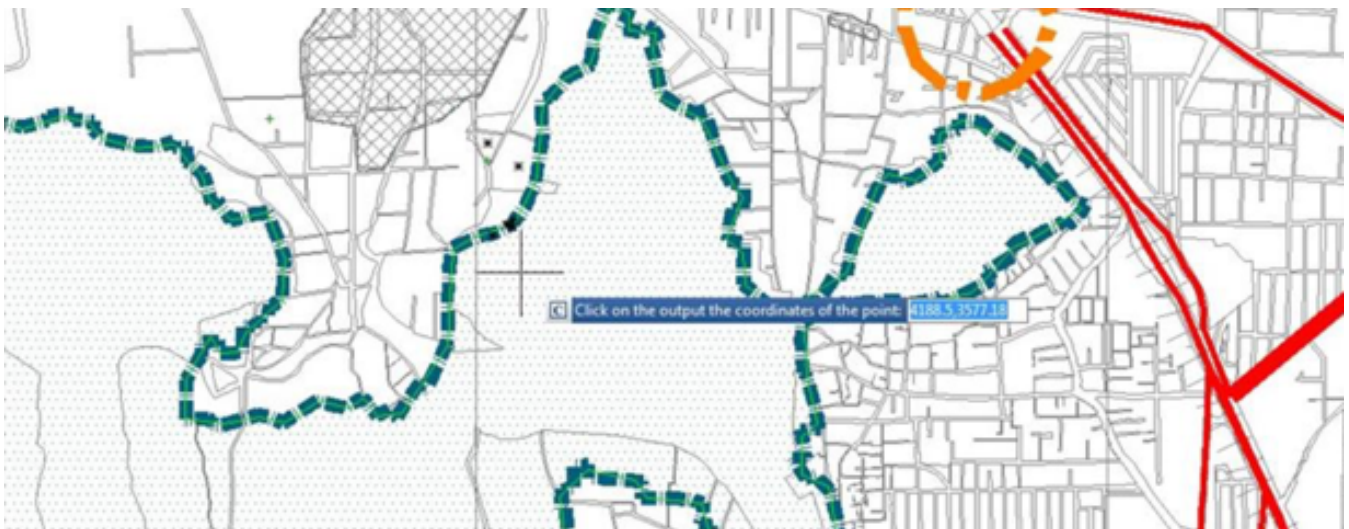 Click on the output the coordinates of the point: 4188.5,3577.18